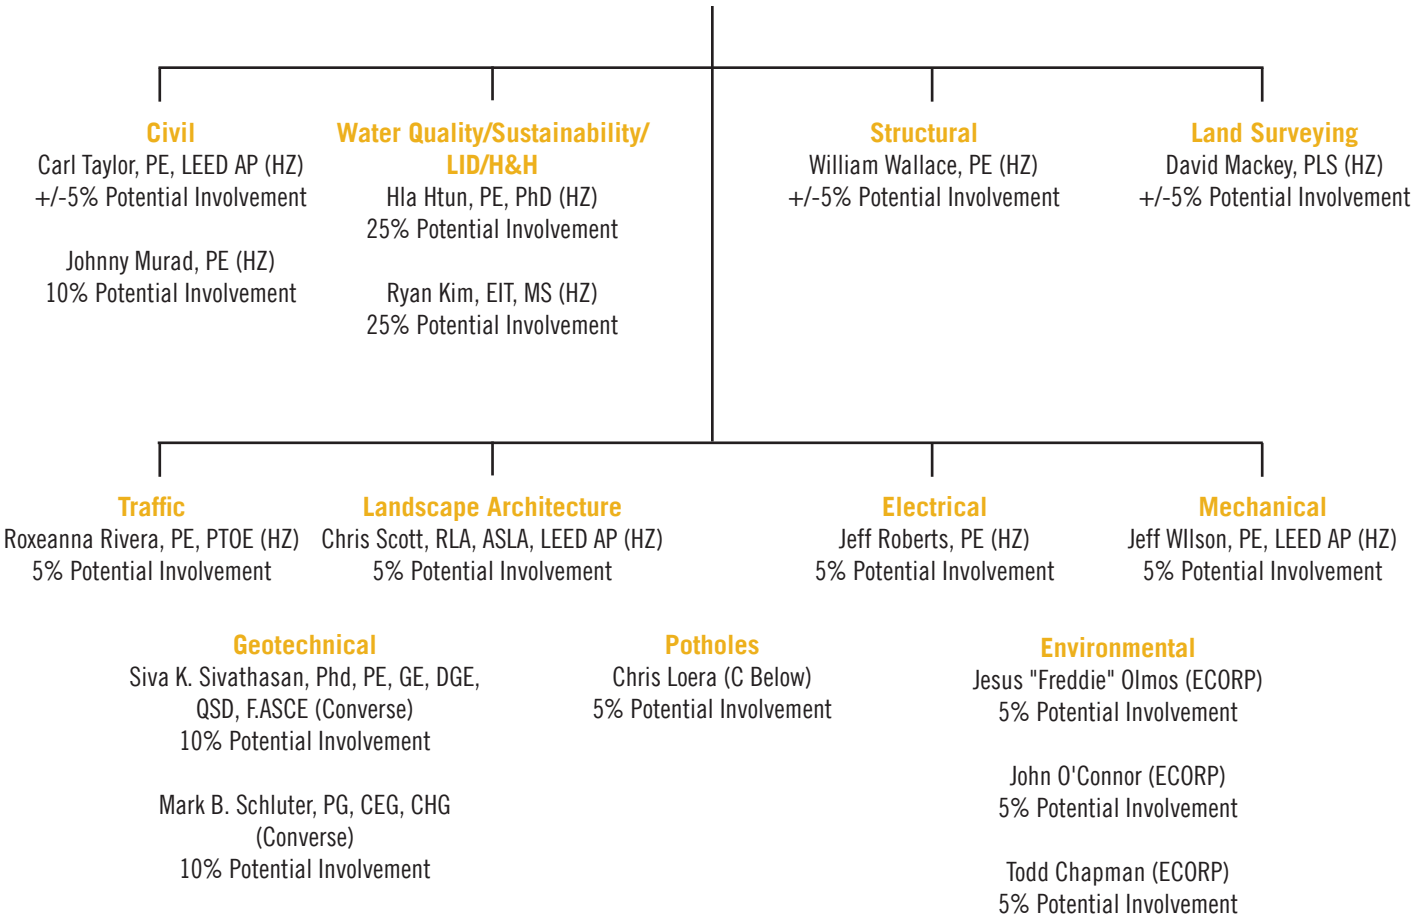 Civil
Carl Taylor, PE, LEED AP (HZ)
+/-5% Potential Involvement
Johnny Murad, PE (HZ)
10% Potential Involvement
Water Quality/Sustainability/
LID/H&H
Hla Htun, PE, PhD (HZ)
25% Potential Involvement
Ryan Kim, EIT, MS (HZ)
25% Potential Involvement
Structural
William Wallace, PE (HZ)
+/-5% Potential Involvement
Land Surveying
David Mackey, PLS (HZ)
+/-5% Potential Involvement
Traffic
Roxeanna Rivera, PE, PTOE (HZ)
5% Potential Involvement
Landscape Architecture
Chris Scott, RLA, ASLA, LEED AP (HZ)
5% Potential Involvement
Electrical
Jeff Roberts, PE (HZ)
5% Potential Involvement
Mechanical
Jeff WIlson, PE, LEED AP (HZ)
5% Potential Involvement
Geotechnical
Siva K. Sivathasan, Phd, PE, GE, DGE,
QSD, F.ASCE (Converse)
10% Potential Involvement
Mark B. Schluter, PG, CEG, CHG
(Converse)
10% Potential Involvement
Potholes
Chris Loera (C Below)
5% Potential Involvement
Environmental
Jesus "Freddie" Olmos (ECORP)
5% Potential Involvement
John O'Connor (ECORP)
5% Potential Involvement
Todd Chapman (ECORP)
5% Potential Involvement